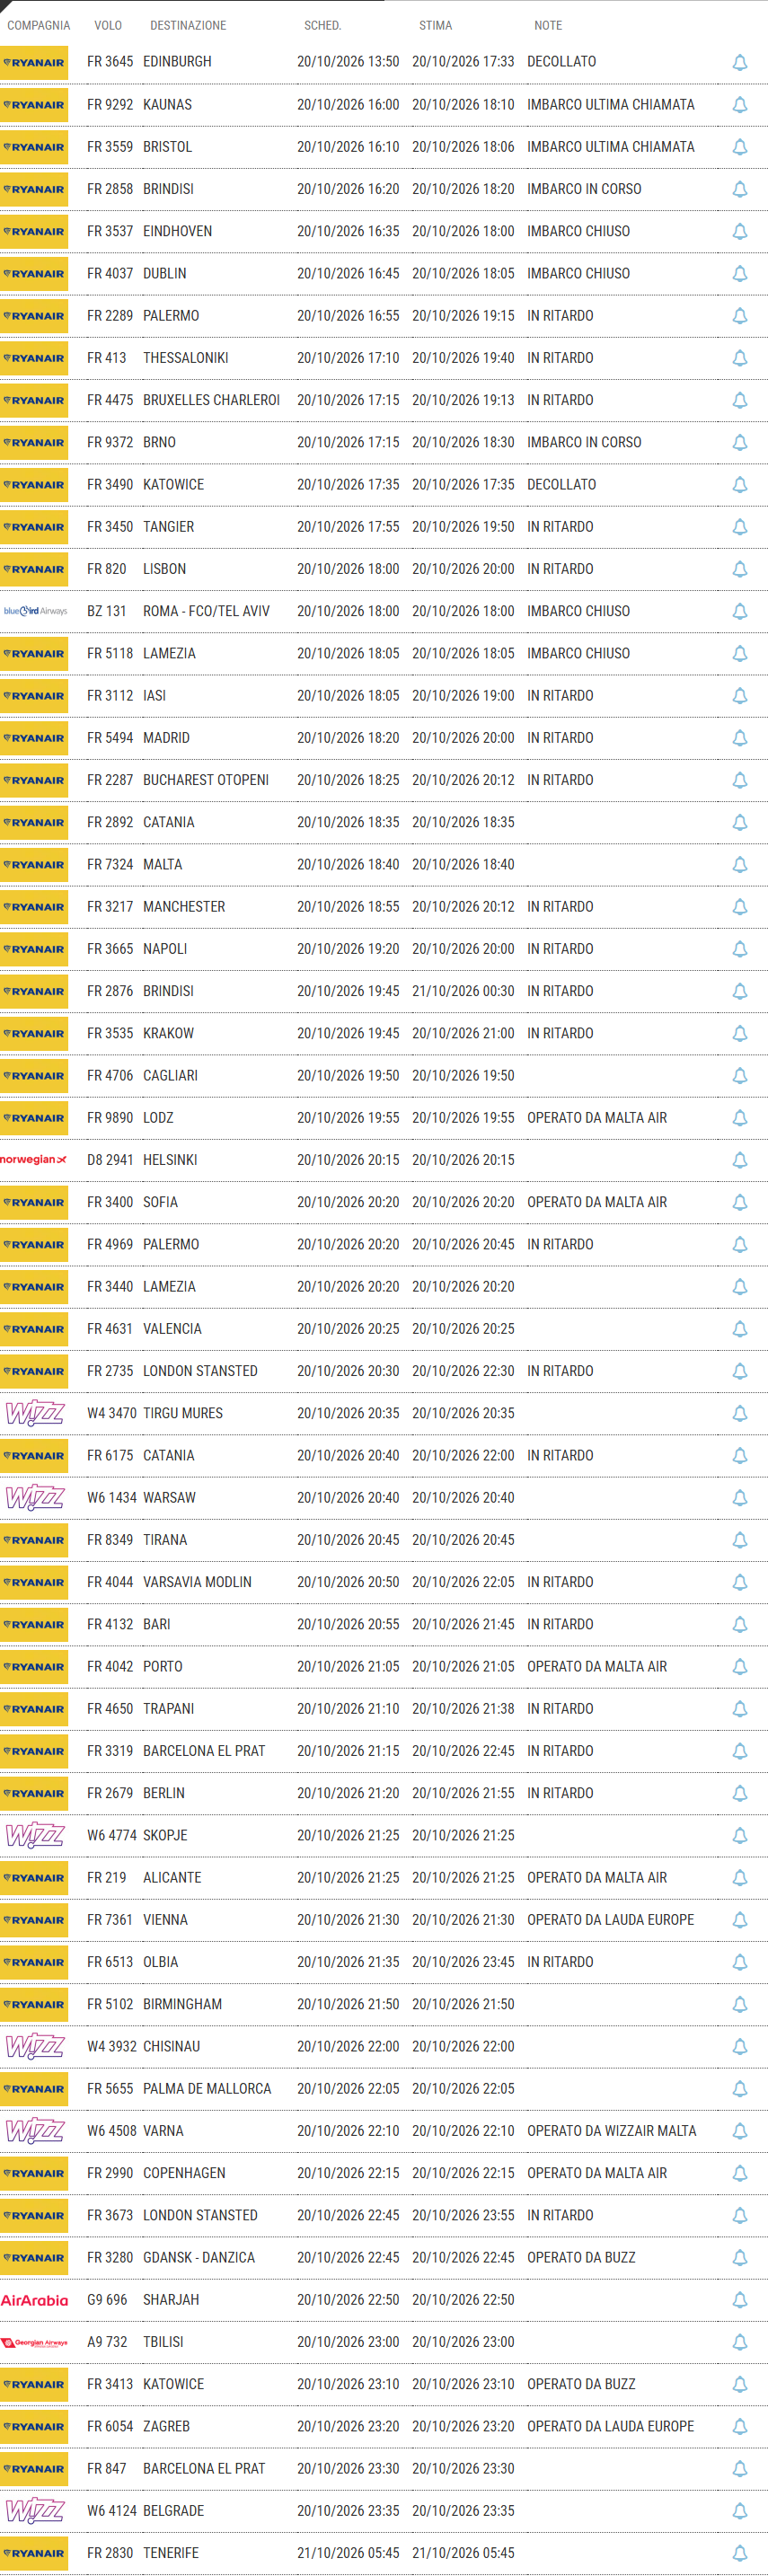 COMPAGNIA VOLO DESTINAZIONE SCHED. STIMA NOTE
RYANAIR FR 3645 EDINBURGH 20/10/2026 13:50 20/10/2026 17:33 DECOLLATO
RYANAIR FR 9292 KAUNAS 20/10/2026 16:00 20/10/2026 18:10 IMBARCO ULTIMA CHIAMATA
RYANAIR FR 3559 BRISTOL 20/10/2026 16:10 20/10/2026 18:06 IMBARCO ULTIMA CHIAMATA
RYANAIR FR 2858 BRINDISI 20/10/2026 16:20 20/10/2026 18:20 IMBARCO IN CORSO
RYANAIR FR 3537 EINDHOVEN 20/10/2026 16:35 20/10/2026 18:00 IMBARCO CHIUSO
RYANAIR FR 4037 DUBLIN 20/10/2026 16:45 20/10/2026 18:05 IMBARCO CHIUSO
RYANAIR FR 2289 PALERMO 20/10/2026 16:55 20/10/2026 19:15 IN RITARDO
RYANAIR FR 413 THESSALONIKI 20/10/2026 17:10 20/10/2026 19:40 IN RITARDO
RYANAIR FR 4475 BRUXELLES CHARLEROI 20/10/2026 17:15 20/10/2026 19:13 IN RITARDO
RYANAIR FR 9372 BRNO 20/10/2026 17:15 20/10/2026 18:30 IMBARCO IN CORSO
RYANAIR FR 3490 KATOWICE 20/10/2026 17:35 20/10/2026 17:35 DECOLLATO
RYANAIR FR 3450 TANGIER 20/10/2026 17:55 20/10/2026 19:50 IN RITARDO
RYANAIR FR 820 LISBON 20/10/2026 18:00 20/10/2026 20:00 IN RITARDO
bluebird Airways BZ 131 ROMA - FCO/TEL AVIV 20/10/2026 18:00 20/10/2026 18:00 IMBARCO CHIUSO
RYANAIR FR 5118 LAMEZIA 20/10/2026 18:05 20/10/2026 18:05 IMBARCO CHIUSO
RYANAIR FR 3112 IASI 20/10/2026 18:05 20/10/2026 19:00 IN RITARDO
RYANAIR FR 5494 MADRID 20/10/2026 18:20 20/10/2026 20:00 IN RITARDO
RYANAIR FR 2287 BUCHAREST OTOPENI 20/10/2026 18:25 20/10/2026 20:12 IN RITARDO
RYANAIR FR 2892 CATANIA 20/10/2026 18:35 20/10/2026 18:35
RYANAIR FR 7324 MALTA 20/10/2026 18:40 20/10/2026 18:40
RYANAIR FR 3217 MANCHESTER 20/10/2026 18:55 20/10/2026 20:12 IN RITARDO
RYANAIR FR 3665 NAPOLI 20/10/2026 19:20 20/10/2026 20:00 IN RITARDO
RYANAIR FR 2876 BRINDISI 20/10/2026 19:45 21/10/2026 00:30 IN RITARDO
RYANAIR FR 3535 KRAKOW 20/10/2026 19:45 20/10/2026 21:00 IN RITARDO
RYANAIR FR 4706 CAGLIARI 20/10/2026 19:50 20/10/2026 19:50
RYANAIR FR 9890 LODZ 20/10/2026 19:55 20/10/2026 19:55 OPERATO DA MALTA AIR
norwegian D8 2941 HELSINKI 20/10/2026 20:15 20/10/2026 20:15
RYANAIR FR 3400 SOFIA 20/10/2026 20:20 20/10/2026 20:20 OPERATO DA MALTA AIR
RYANAIR FR 4969 PALERMO 20/10/2026 20:20 20/10/2026 20:45 IN RITARDO
RYANAIR FR 3440 LAMEZIA 20/10/2026 20:20 20/10/2026 20:20
RYANAIR FR 4631 VALENCIA 20/10/2026 20:25 20/10/2026 20:25
RYANAIR FR 2735 LONDON STANSTED 20/10/2026 20:30 20/10/2026 22:30 IN RITARDO
WIZZ W4 3470 TIRGU MURES 20/10/2026 20:35 20/10/2026 20:35
RYANAIR FR 6175 CATANIA 20/10/2026 20:40 20/10/2026 22:00 IN RITARDO
WIZZ W6 1434 WARSAW 20/10/2026 20:40 20/10/2026 20:40
RYANAIR FR 8349 TIRANA 20/10/2026 20:45 20/10/2026 20:45
RYANAIR FR 4044 VARSAVIA MODLIN 20/10/2026 20:50 20/10/2026 22:05 IN RITARDO
RYANAIR FR 4132 BARI 20/10/2026 20:55 20/10/2026 21:45 IN RITARDO
RYANAIR FR 4042 PORTO 20/10/2026 21:05 20/10/2026 21:05 OPERATO DA MALTA AIR
RYANAIR FR 4650 TRAPANI 20/10/2026 21:10 20/10/2026 21:38 IN RITARDO
RYANAIR FR 3319 BARCELONA EL PRAT 20/10/2026 21:15 20/10/2026 22:45 IN RITARDO
RYANAIR FR 2679 BERLIN 20/10/2026 21:20 20/10/2026 21:55 IN RITARDO
WIZZ W6 4774 SKOPJE 20/10/2026 21:25 20/10/2026 21:25
RYANAIR FR 219 ALICANTE 20/10/2026 21:25 20/10/2026 21:25 OPERATO DA MALTA AIR
RYANAIR FR 7361 VIENNA 20/10/2026 21:30 20/10/2026 21:30 OPERATO DA LAUDA EUROPE
RYANAIR FR 6513 OLBIA 20/10/2026 21:35 20/10/2026 23:45 IN RITARDO
RYANAIR FR 5102 BIRMINGHAM 20/10/2026 21:50 20/10/2026 21:50
WIZZ W4 3932 CHISINAU 20/10/2026 22:00 20/10/2026 22:00
RYANAIR FR 5655 PALMA DE MALLORCA 20/10/2026 22:05 20/10/2026 22:05
WIZZ W6 4508 VARNA 20/10/2026 22:10 20/10/2026 22:10 OPERATO DA WIZZAIR MALTA
RYANAIR FR 2990 COPENHAGEN 20/10/2026 22:15 20/10/2026 22:15 OPERATO DA MALTA AIR
RYANAIR FR 3673 LONDON STANSTED 20/10/2026 22:45 20/10/2026 23:55 IN RITARDO
RYANAIR FR 3280 GDANSK - DANZICA 20/10/2026 22:45 20/10/2026 22:45 OPERATO DA BUZZ
AirArabia G9 696 SHARJAH 20/10/2026 22:50 20/10/2026 22:50
Georgian Airways A9 732 TBILISI 20/10/2026 23:00 20/10/2026 23:00
RYANAIR FR 3413 KATOWICE 20/10/2026 23:10 20/10/2026 23:10 OPERATO DA BUZZ
RYANAIR FR 6054 ZAGREB 20/10/2026 23:20 20/10/2026 23:20 OPERATO DA LAUDA EUROPE
RYANAIR FR 847 BARCELONA EL PRAT 20/10/2026 23:30 20/10/2026 23:30
WIZZ W6 4124 BELGRADE 20/10/2026 23:35 20/10/2026 23:35
RYANAIR FR 2830 TENERIFE 21/10/2026 05:45 21/10/2026 05:45